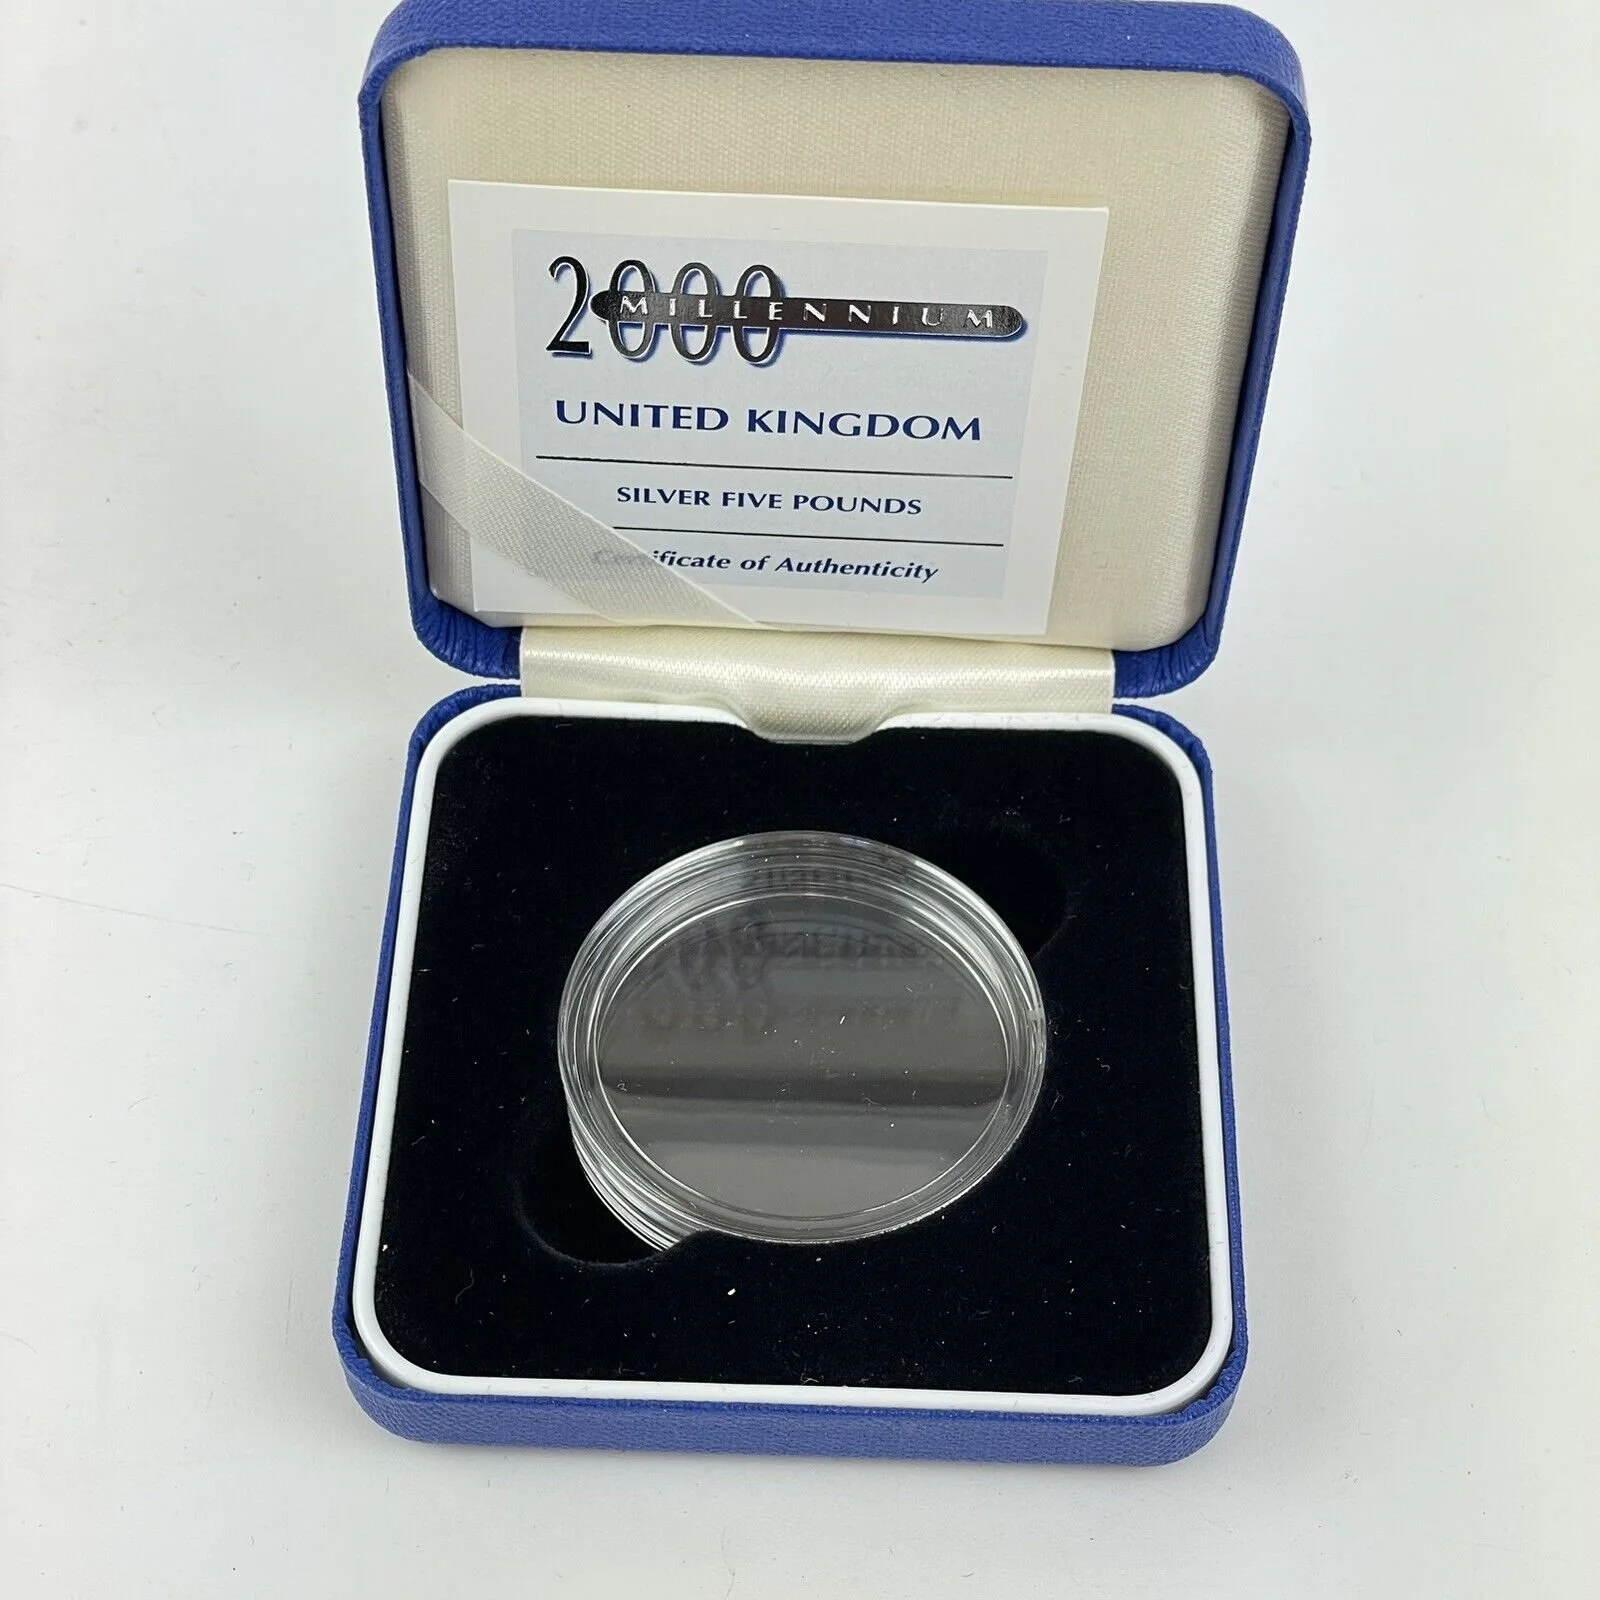 2000
MILLENNIUM
UNITED KINGDOM
SILVER FIVE POUNDS
Certificate of Authenticity